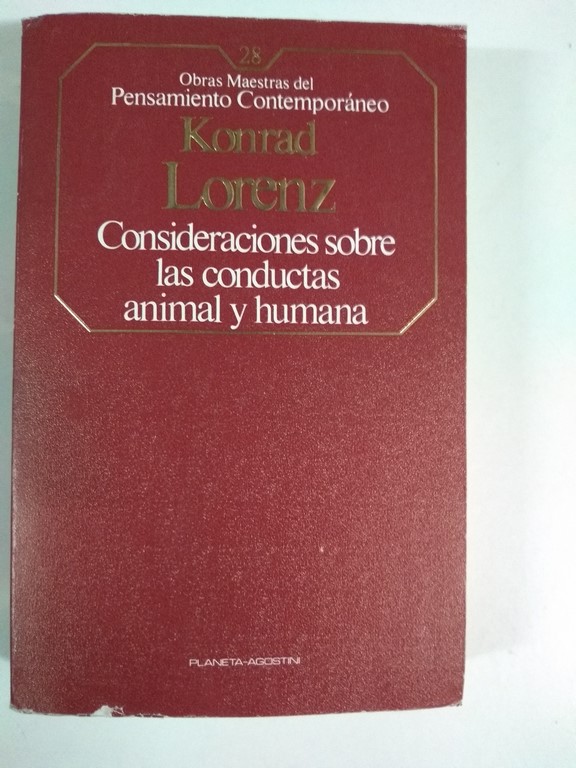 28
Obras Maestras del
Pensamiento Contemporáneo
Konrad
Lorenz
Consideraciones sobre
las conductas
animal y humana
PLANETA-AGOSTINI